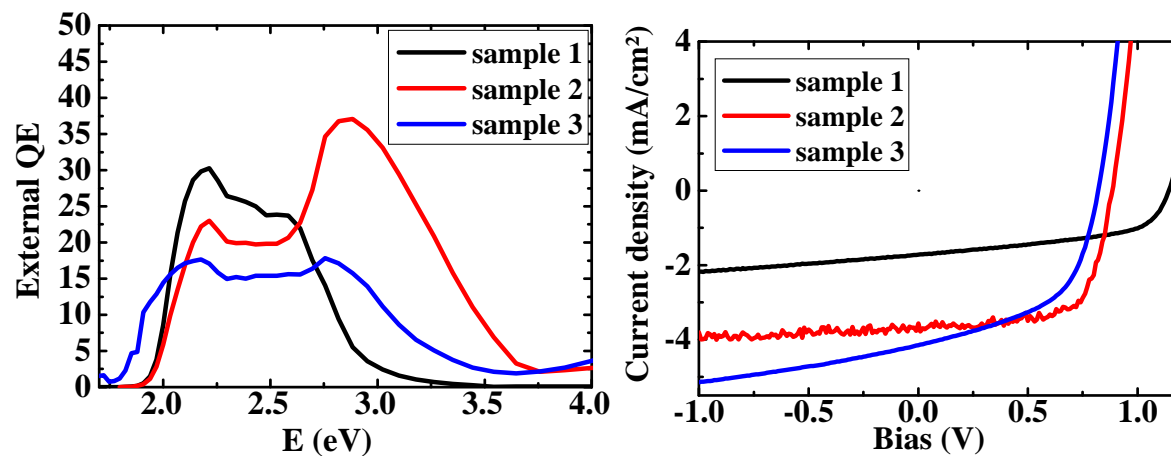 50
45
40
35
30
25
20
15
10
5
0
External QE
sample 1
sample 2
sample 3
2.0
2.5
3.0
3.5
4.0
E (eV)
4
2
0
-2
-4
Current density (mA/cm²)
sample 1
sample 2
sample 3
-1.0
-0.5
0.0
0.5
1.0
Bias (V)